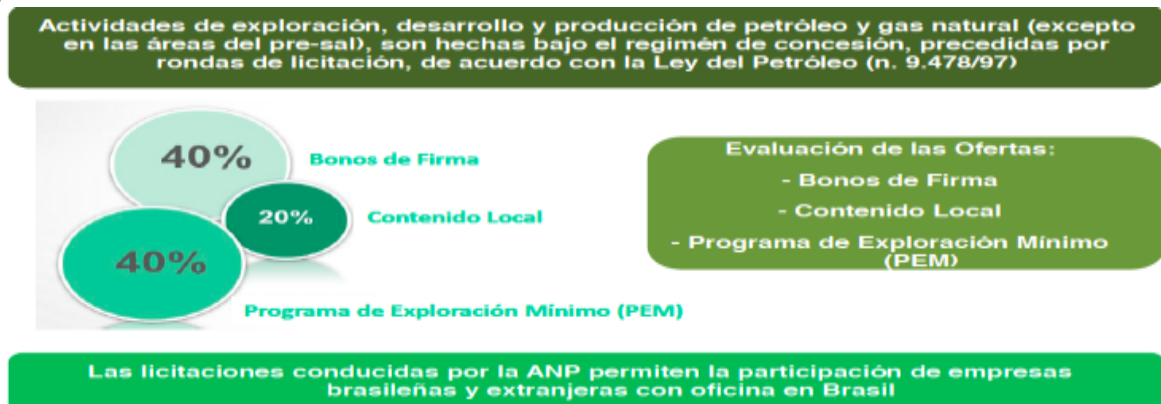 Actividades de exploración, desarrollo y producción de petróleo y gas natural (excepto
en las áreas del pre-sal), son hechas bajo el regimén de concesión, precedidas por
rondas de licitación, de acuerdo con la Ley del Petróleo (n. 9.478/97)
40%
Bonos de Firma
20%
Contenido Local
40%
Programa de Exploración Mínimo (PEM)
Evaluación de las Ofertas:
- Bonos de Firma
- Contenido Local
- Programa de Exploración Mínimo
(PEM)
Las licitaciones conducidas por la ANP permiten la participación de empresas
brasileñas y extranjeras con oficina en Brasil